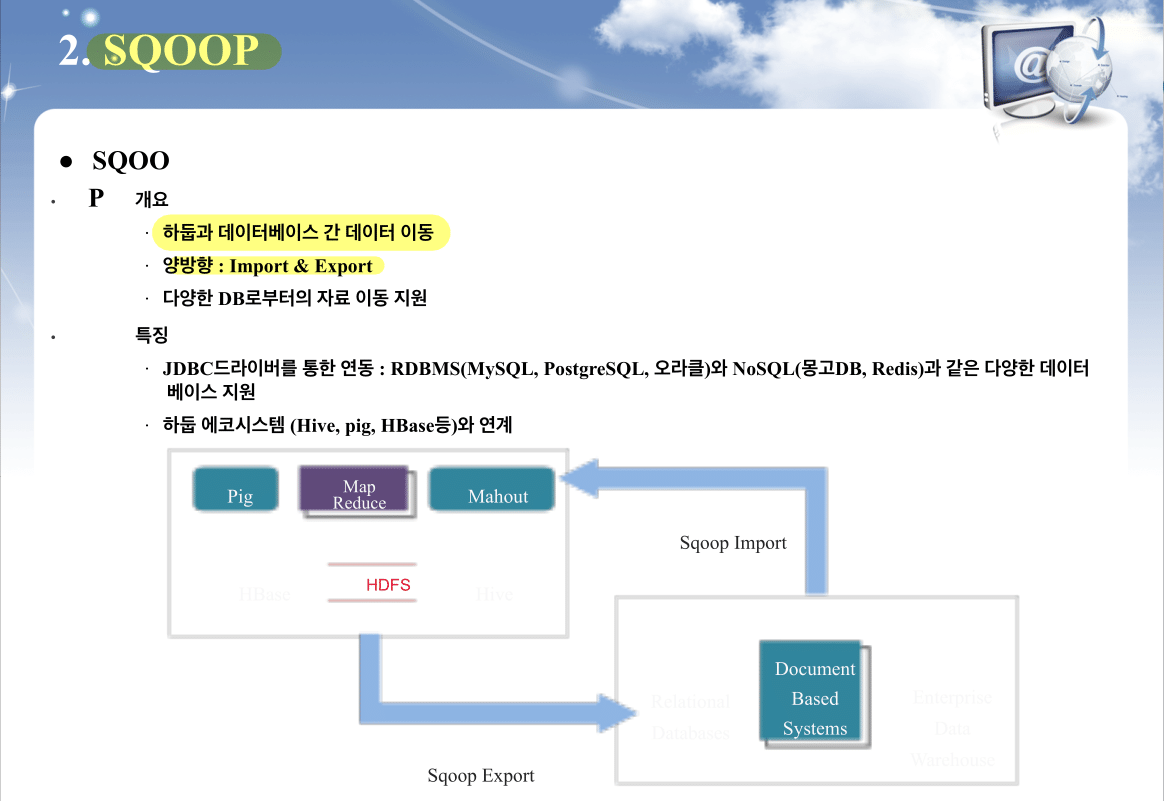 2. SQOOP
● SQOO
· P 개요
· 하둡과 데이터베이스 간 데이터 이동
· 양방향 : Import & Export
· 다양한 DB로부터의 자료 이동 지원
· 특징
· JDBC드라이버를 통한 연동 : RDBMS(MySQL, PostgreSQL, 오라클)와 NoSQL(몽고DB, Redis)과 같은 다양한 데이터
베이스 지원
· 하둡 에코시스템 (Hive, pig, HBase등)와 연계
Pig
Map
Reduce
Mahout
Sqoop Import
HBase
HDFS
Hive
Relational
Databases
Document
Based
Systems
Enterprise
Data
Warehouse
Sqoop Export